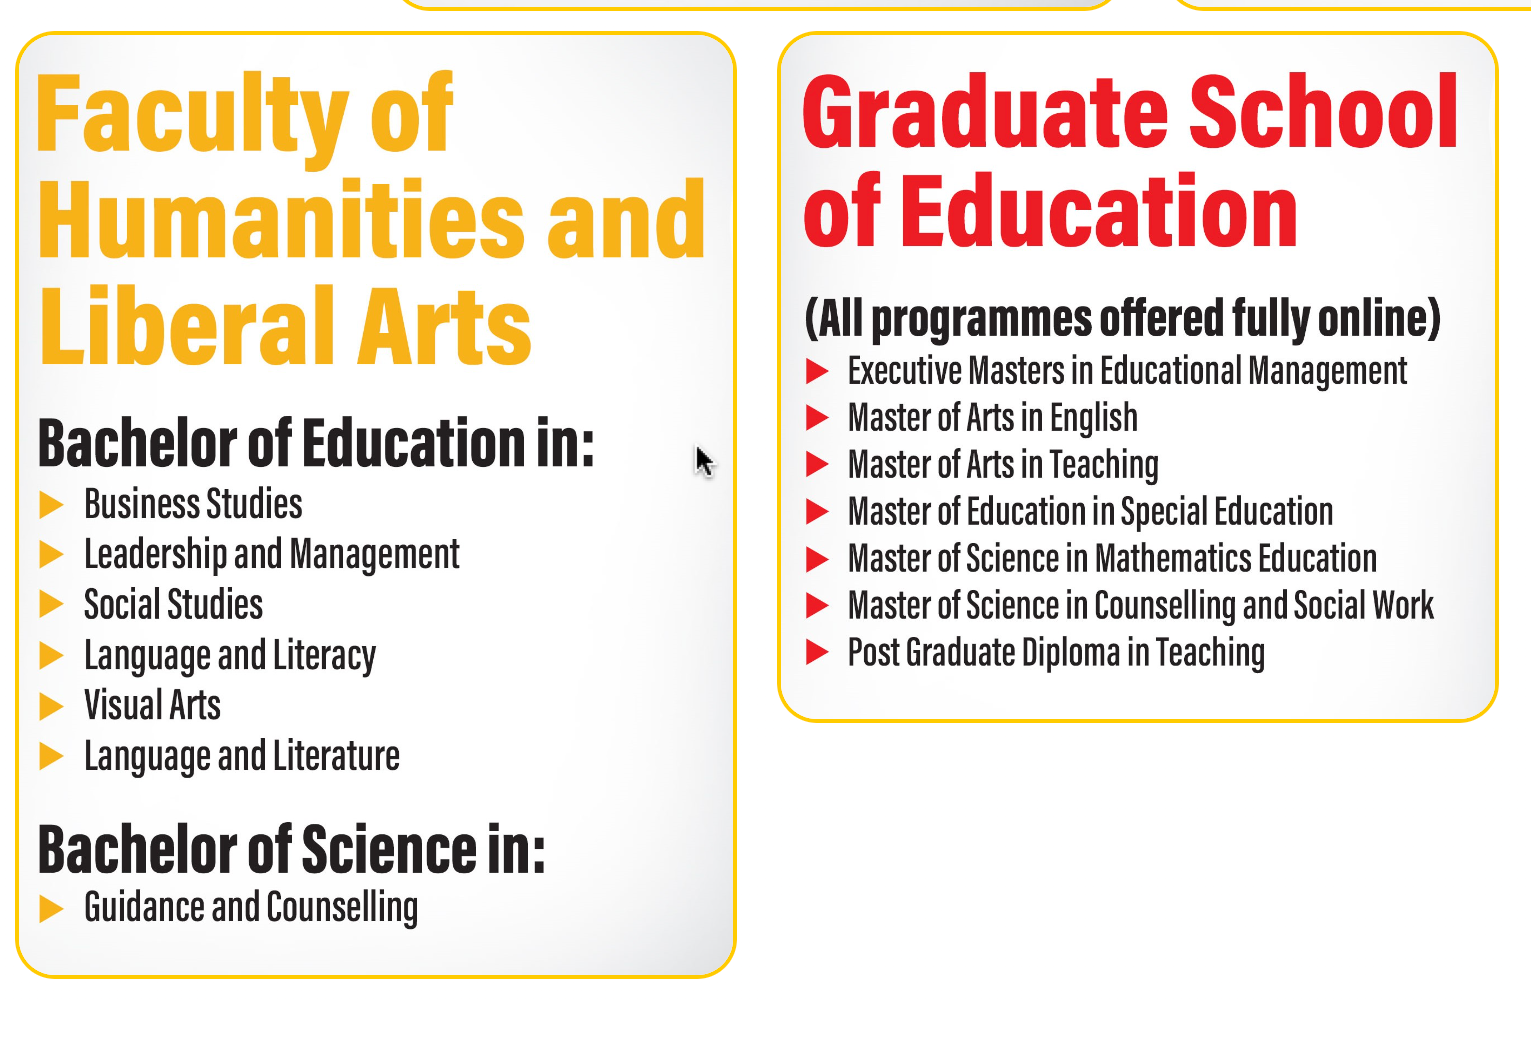 Faculty of
Humanities and
Liberal Arts
Bachelor of Education in:
Business Studies
Leadership and Management
Social Studies
Language and Literacy
Visual Arts
Language and Literature
Bachelor of Science in:
Guidance and Counselling
Graduate School
of Education
(All programmes offered fully online)
Executive Masters in Educational Management
Master of Arts in English
Master of Arts in Teaching
Master of Education in Special Education
Master of Science in Mathematics Education
Master of Science in Counselling and Social Work
Post Graduate Diploma in Teaching